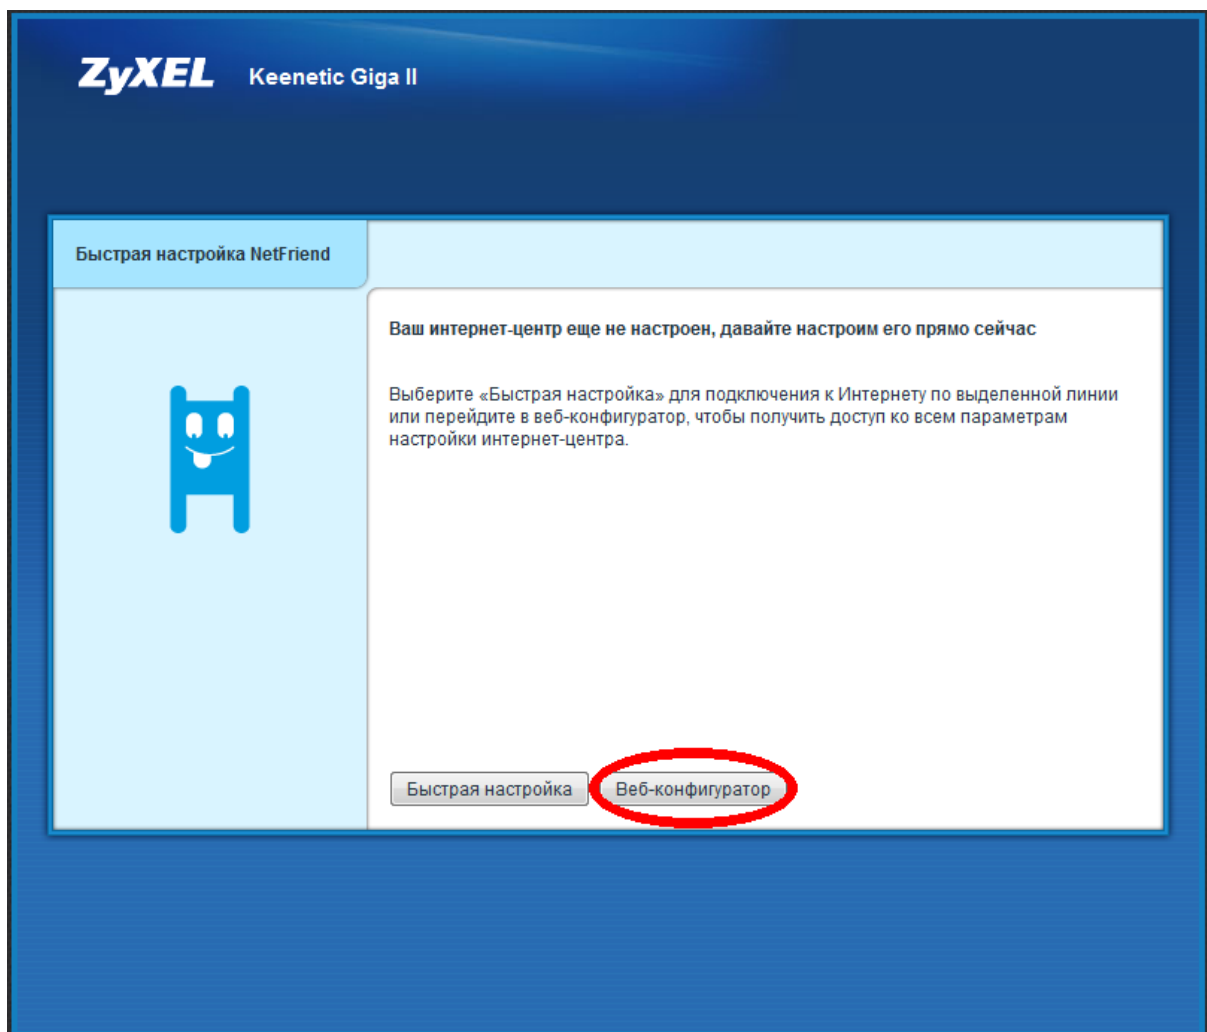 ZyXEL Keenetic Giga II
Быстрая настройка NetFriend
Ваш интернет-центр еще не настроен, давайте настроим его прямо сейчас
Выберите «Быстрая настройка» для подключения к Интернету по выделенной линии
или перейдите в веб-конфигуратор, чтобы получить доступ ко всем параметрам
настройки интернет-центра.
Быстрая настройка Веб-конфигуратор